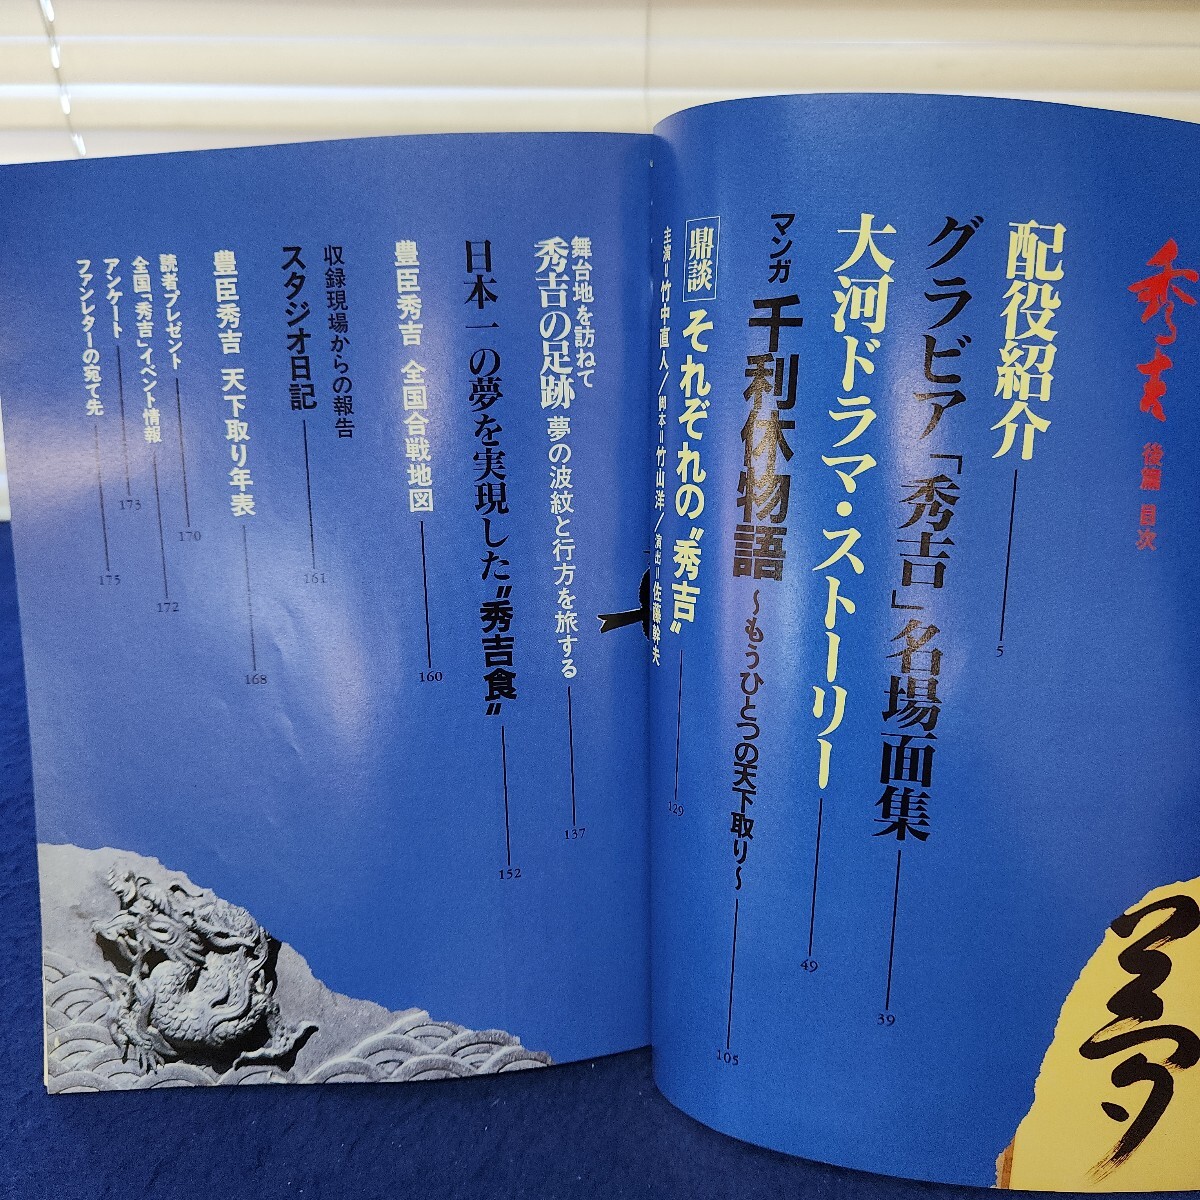 秀吉 後編 目次
配役紹介
5
グラビア「秀吉」名場面集
39
大河ドラマ・ストーリー
49
マンガ 千利休物語 〜もうひとつの天下取り〜
105
鼎談 それぞれの〝秀吉〟
129
主演=竹中直人/脚本=竹山洋/演出=佐藤幹夫
舞台地を訪ねて
秀吉の足跡 夢の波紋と行方を旅する
137
日本一の夢を実現した〝秀吉食〟
152
豊臣秀吉 全国合戦地図
160
収録現場からの報告
スタジオ日記
161
豊臣秀吉 天下取り年表
168
読者プレゼント
170
全国「秀吉」イベント情報
172
アンケート
173
ファンレターの宛て先
175
夢